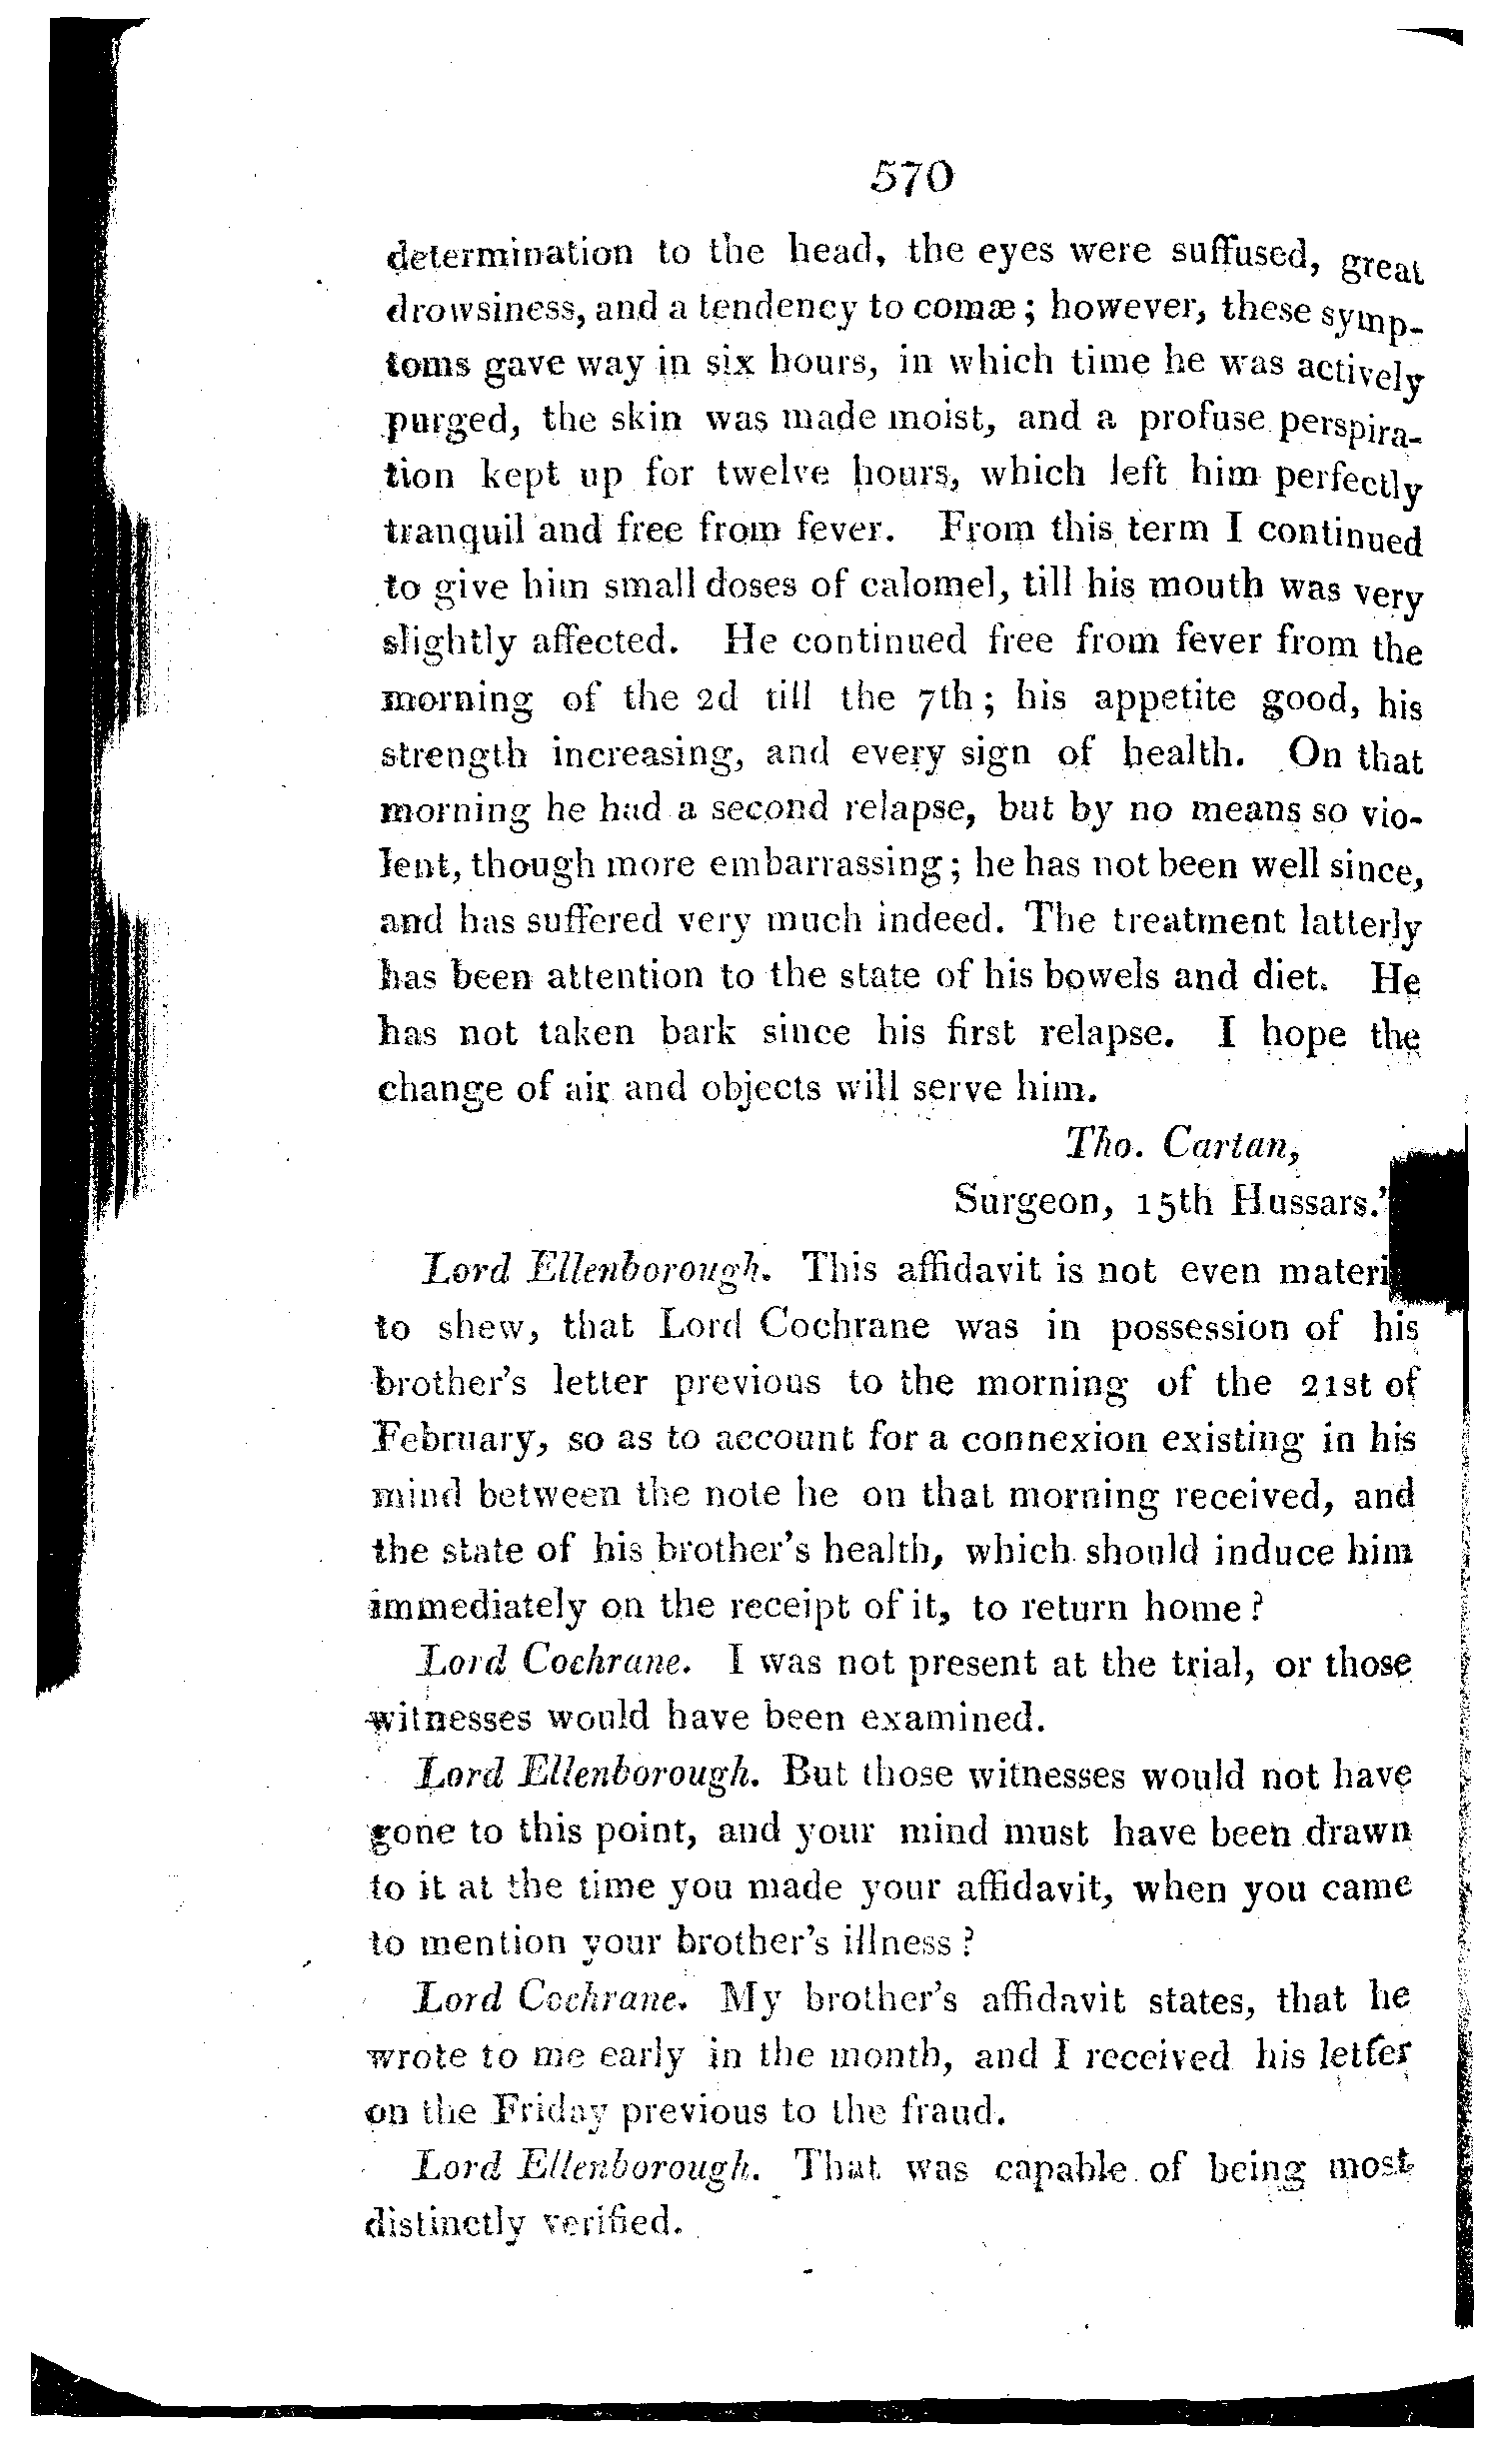 570
determination to the head, the eyes were suffused, great
drowsiness, and a tendency to comæ; however, these symp-
toms gave way in six hours, in which time he was actively
purged, the skin was made moist, and a profuse perspira-
tion kept up for twelve hours, which left him perfectly
tranquil and free from fever. From this term I continued
to give him small doses of calomel, till his mouth was very
slightly affected. He continued free from fever from the
morning of the 2d till the 7th; his appetite good, his
strength increasing, and every sign of health. On that
morning he had a second relapse, but by no means so vio-
lent, though more embarrassing; he has not been well since,
and has suffered very much indeed. The treatment latterly
has been attention to the state of his bowels and diet. He
has not taken bark since his first relapse. I hope the
change of air and objects will serve him.
Tho. Cartan,
Surgeon, 15th Hussars."
Lord Ellenborough. This affidavit is not even materi
to shew, that Lord Cochrane was in possession of his
brother's letter previous to the morning of the 21st of
February, so as to account for a connexion existing in his
mind between the note he on that morning received, and
the state of his brother's health, which should induce him
immediately on the receipt of it, to return home?
Lord Cochrane. I was not present at the trial, or those
witnesses would have been examined.
Lord Ellenborough. But those witnesses would not have
gone to this point, and your mind must have been drawn
to it at the time you made your affidavit, when you came
to mention your brother's illness?
Lord Cochrane. My brother's affidavit states, that he
wrote to me early in the month, and I received his letter
on the Friday previous to the fraud.
Lord Ellenborough. That was capable of being most
distinctly verified.